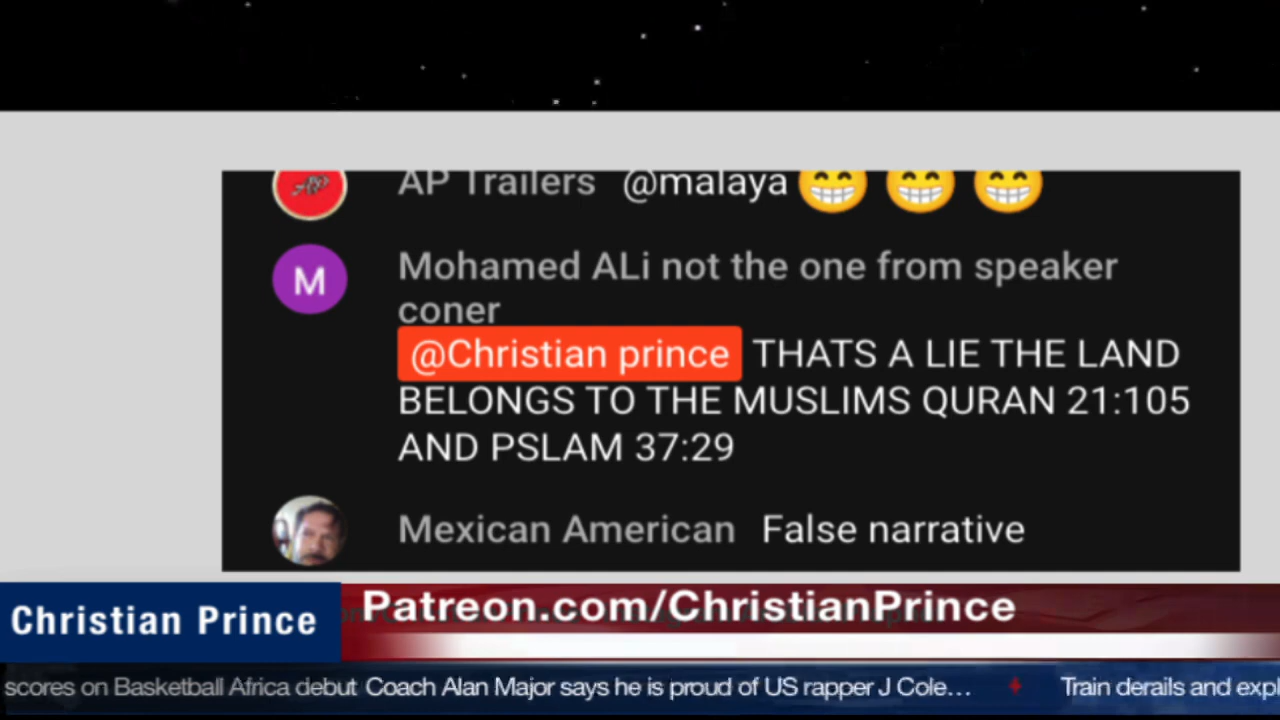 AP Trailers @malaya
M
Mohamed ALi not the one from speaker
coner
@Christian prince THATS A LIE THE LAND
BELONGS TO THE MUSLIMS QURAN 21:105
AND PSLAM 37:29
Mexican American False narrative
Christian Prince
Patreon.com/ChristianPrince
scores on Basketball Africa debut Coach Alan Major says he is proud of US rapper J Cole... Train derails and expl